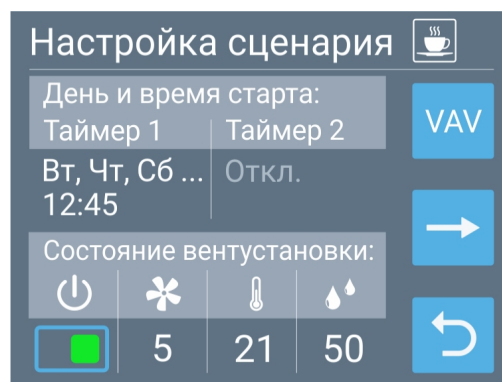 Настройка сценария
День и время старта:
Таймер 1 Таймер 2
VAV
Вт, Чт, Сб ... Откл.
12:45
Состояние вентустановки:
5 21 50